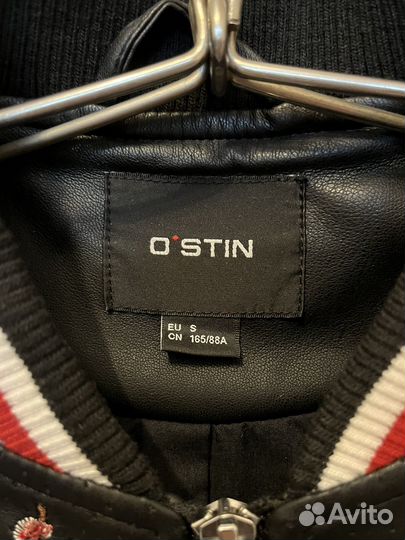 O'STIN
EU S
CN 165/88A
Avito